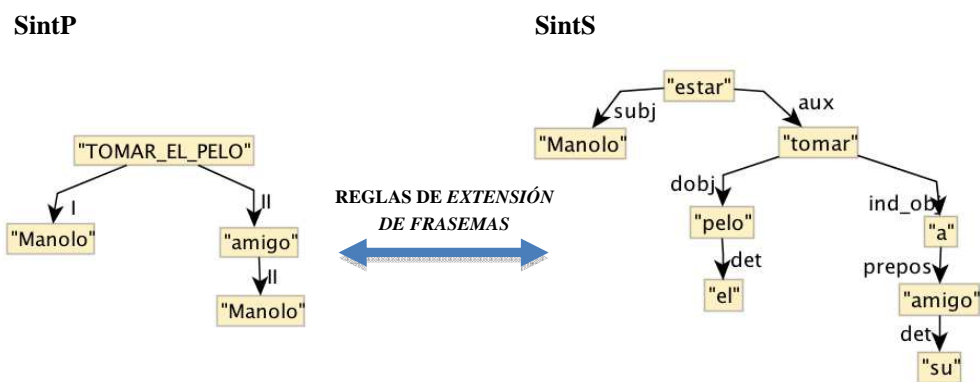 SintP
SintS
"estar"
subj
aux
"Manolo"
"tomar"
"TOMAR_EL_PELO"
I
II
"Manolo"
"amigo"
II
"Manolo"
REGLAS DE EXTENSIÓN
DE FRASEMAS
dobj
ind_obj
"pelo"
"a"
det
prepos
"el"
"amigo"
det
"su"